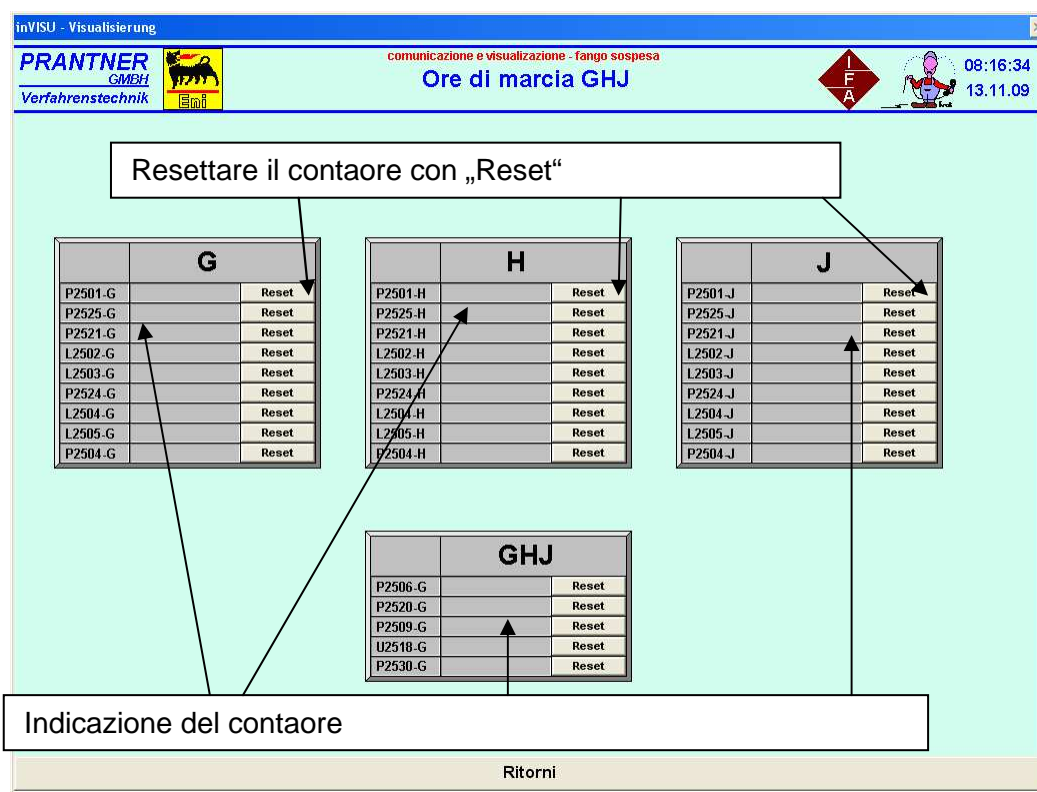 inVISU - Visualisierung
PRANTNER
GMBH
Verfahrenstechnik
Eni
comunicazione e visualizzazione - fango sospesa
Ore di marcia GHJ
I
F
A
08:16:34
13.11.09
Resettare il contaore con „Reset“
G
P2501-G Reset
P2525-G Reset
P2521-G Reset
L2502-G Reset
L2503-G Reset
P2524-G Reset
L2504-G Reset
L2505-G Reset
P2504-G Reset
H
P2501-H Reset
P2525-H Reset
P2521-H Reset
L2502-H Reset
L2503-H Reset
P2524-H Reset
L2504-H Reset
L2505-H Reset
P2504-H Reset
J
P2501-J Reset
P2525-J Reset
P2521-J Reset
L2502-J Reset
L2503-J Reset
P2524-J Reset
L2504-J Reset
L2505-J Reset
P2504-J Reset
GHJ
P2506-G Reset
P2520-G Reset
P2509-G Reset
U2518-G Reset
P2530-G Reset
Indicazione del contaore
Ritorni